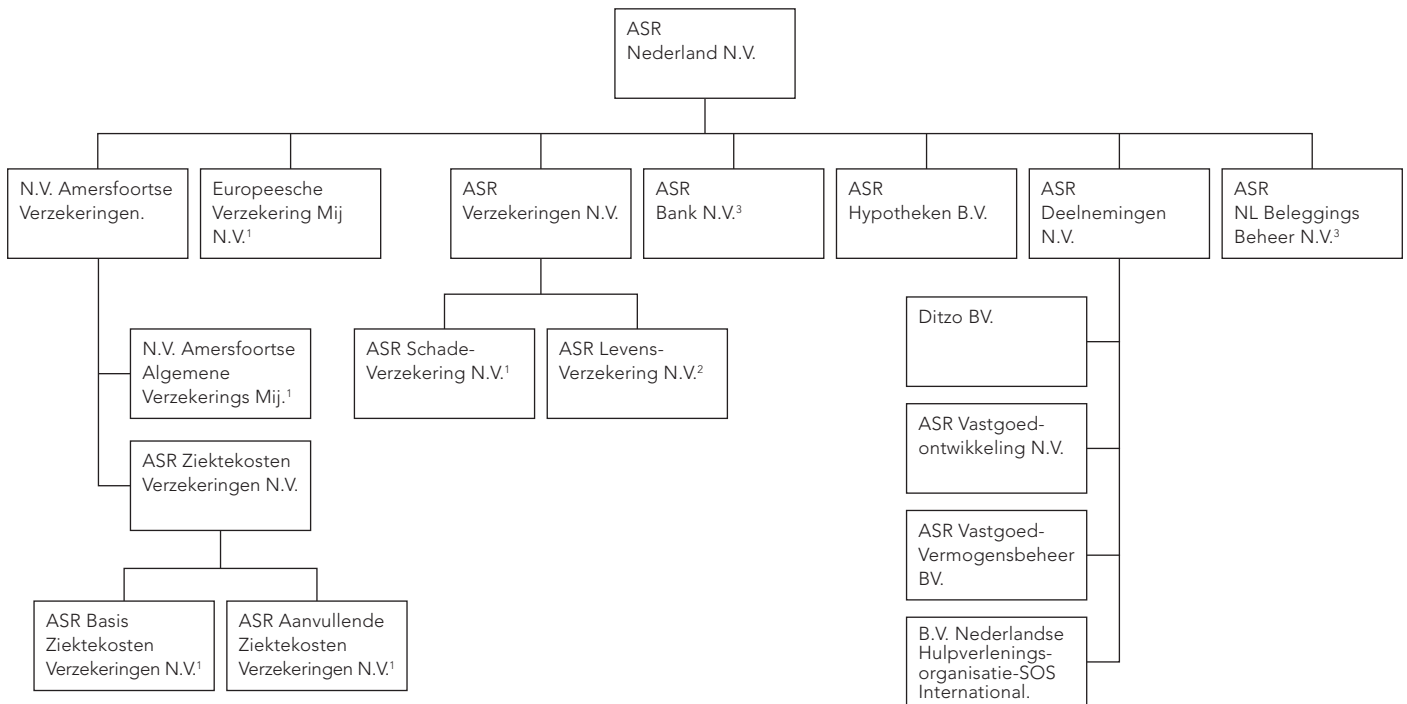 ASR
Nederland N.V.
N.V. Amersfoortse
Verzekeringen.
Europeesche
Verzekering Mij
N.V.¹
ASR
Verzekeringen N.V.
ASR
Bank N.V.³
ASR
Hypotheken B.V.
ASR
Deelnemingen
N.V.
ASR
NL Beleggings
Beheer N.V.³
N.V. Amersfoortse
Algemene
Verzekerings Mij.¹
ASR Schade-
Verzekering N.V.¹
ASR Levens-
Verzekering N.V.²
Ditzo BV.
ASR Ziektekosten
Verzekeringen N.V.
ASR Vastgoed-
ontwikkeling N.V.
ASR Vastgoed-
Vermogensbeheer
BV.
ASR Basis
Ziektekosten
Verzekeringen N.V.¹
ASR Aanvullende
Ziektekosten
Verzekeringen N.V.¹
B.V. Nederlandse
Hulpverlenings-
organisatie-SOS
International.